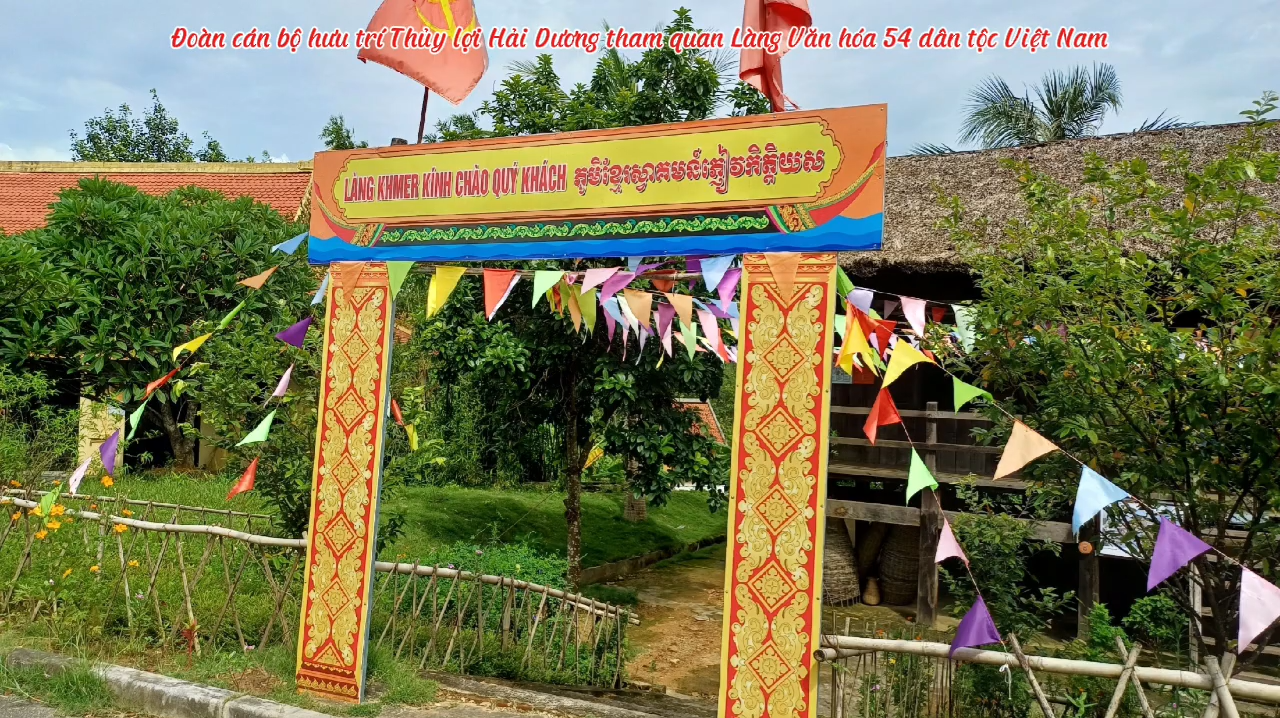 Đoàn cán bộ hưu trí Thủy lợi Hải Dương tham quan Làng Văn hóa 54 dân tộc Việt Nam
LÀNG KHMER KÍNH CHÀO QUÝ KHÁCH ភូមិខ្មែរស្វាគមន៍ភ្ញៀវកិត្តិយស